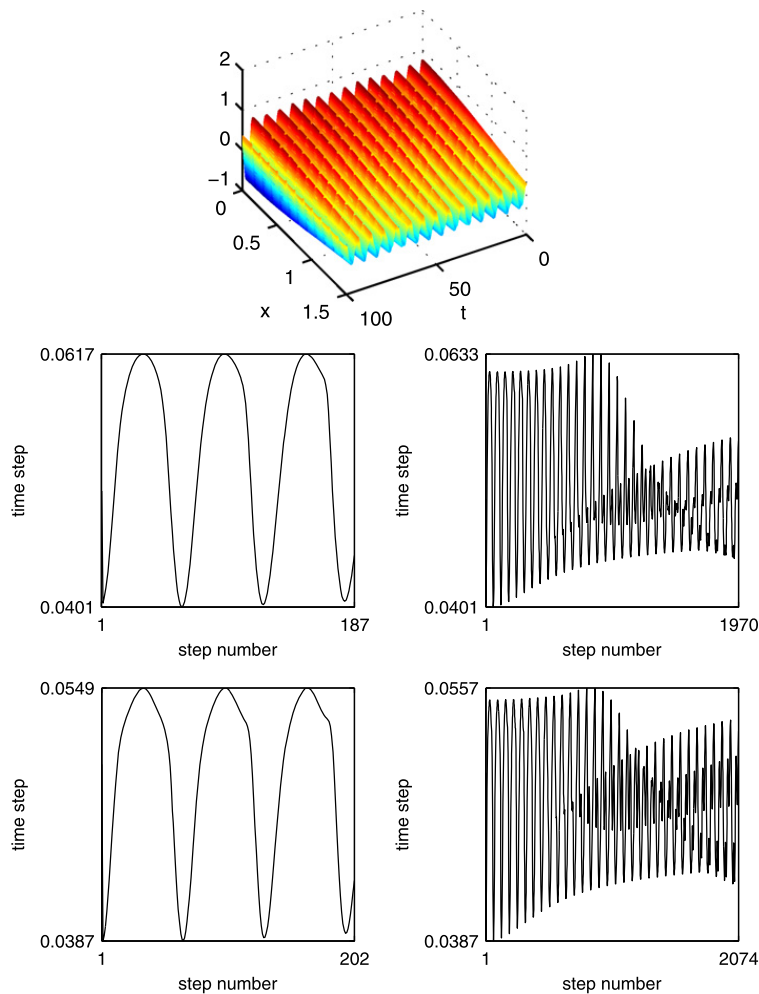 2
1
0
−1
0
0.5
1
1.5
x
100
50
0
t
0.0617
0.0401
time step
1 187
step number
0.0633
0.0401
time step
1 1970
step number
0.0549
0.0387
time step
1 202
step number
0.0557
0.0387
time step
1 2074
step number